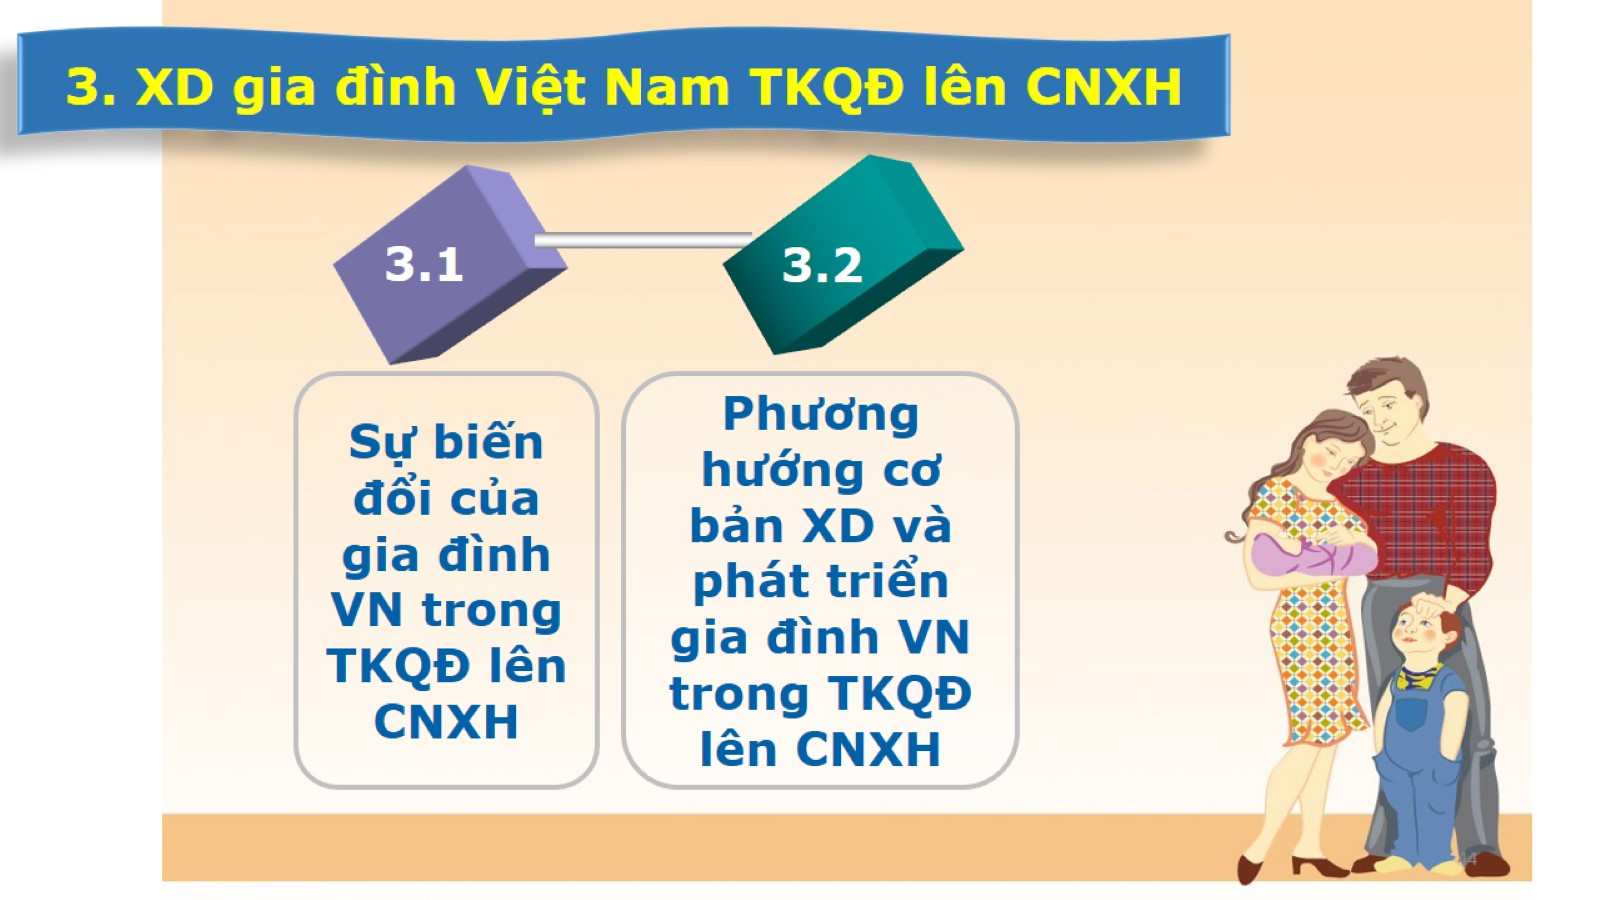 3. XD gia đình Việt Nam TKQĐ lên CNXH
3.1
3.2
Sự biến
đổi của
gia đình
VN trong
TKQĐ lên
CNXH
Phương
hướng cơ
bản XD và
phát triển
gia đình VN
trong TKQĐ
lên CNXH